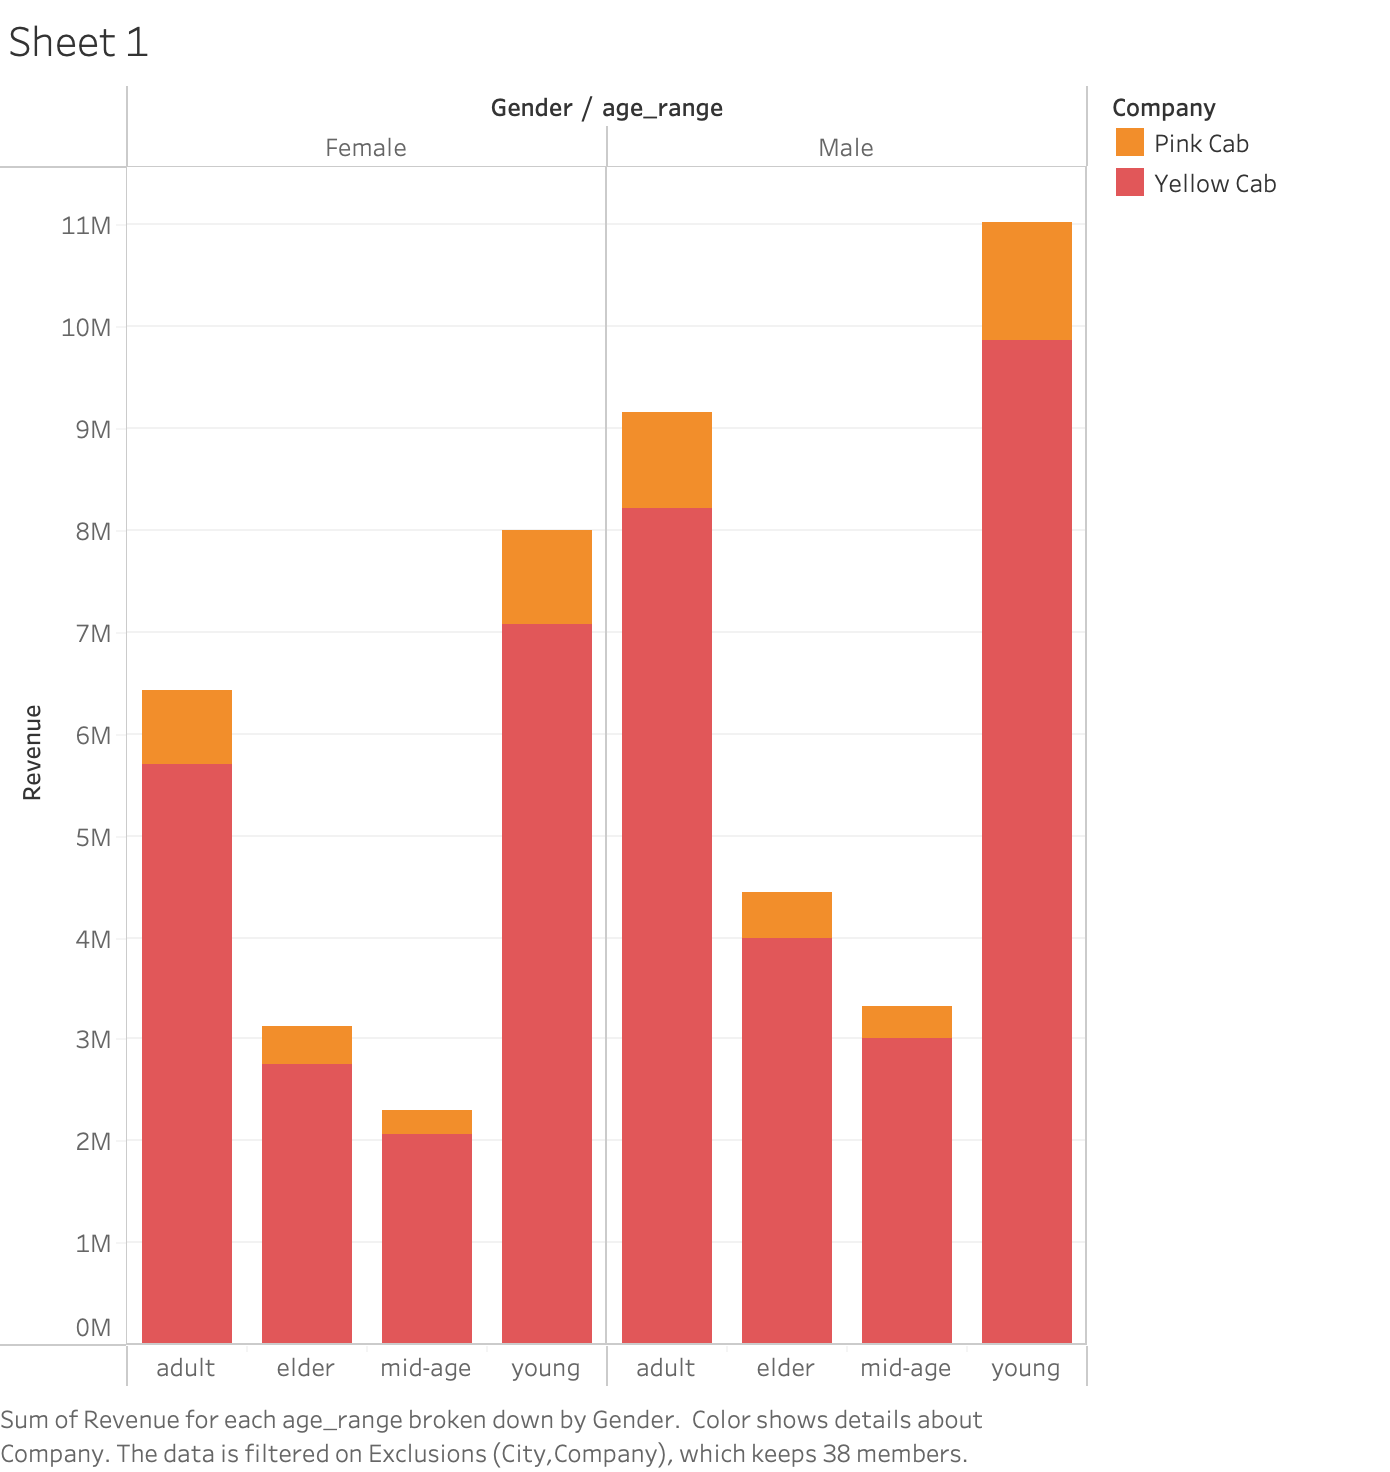 Sheet 1
Gender / age_range
Female
Male
Company
Pink Cab
Yellow Cab
11M
10M
9M
8M
7M
6M
5M
4M
3M
2M
1M
0M
Revenue
adult
elder
mid-age
young
adult
elder
mid-age
young
Sum of Revenue for each age_range broken down by Gender.  Color shows details about
Company. The data is filtered on Exclusions (City,Company), which keeps 38 members.